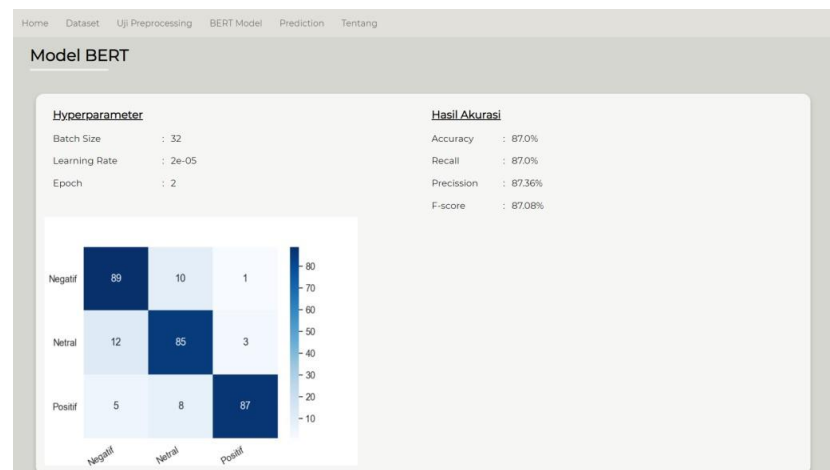 Home Dataset Uji Preprocessing BERT Model Prediction Tentang
Model BERT
Hyperparameter
Batch Size : 32
Learning Rate : 2e-05
Epoch : 2
Hasil Akurasi
Accuracy : 87.0%
Recall : 87.0%
Precission : 87.36%
F-score : 87.08%
Negatif 89 10 1
Netral 12 85 3
Positif 5 8 87
Negatif Netral Positif
80
70
60
50
40
30
20
10